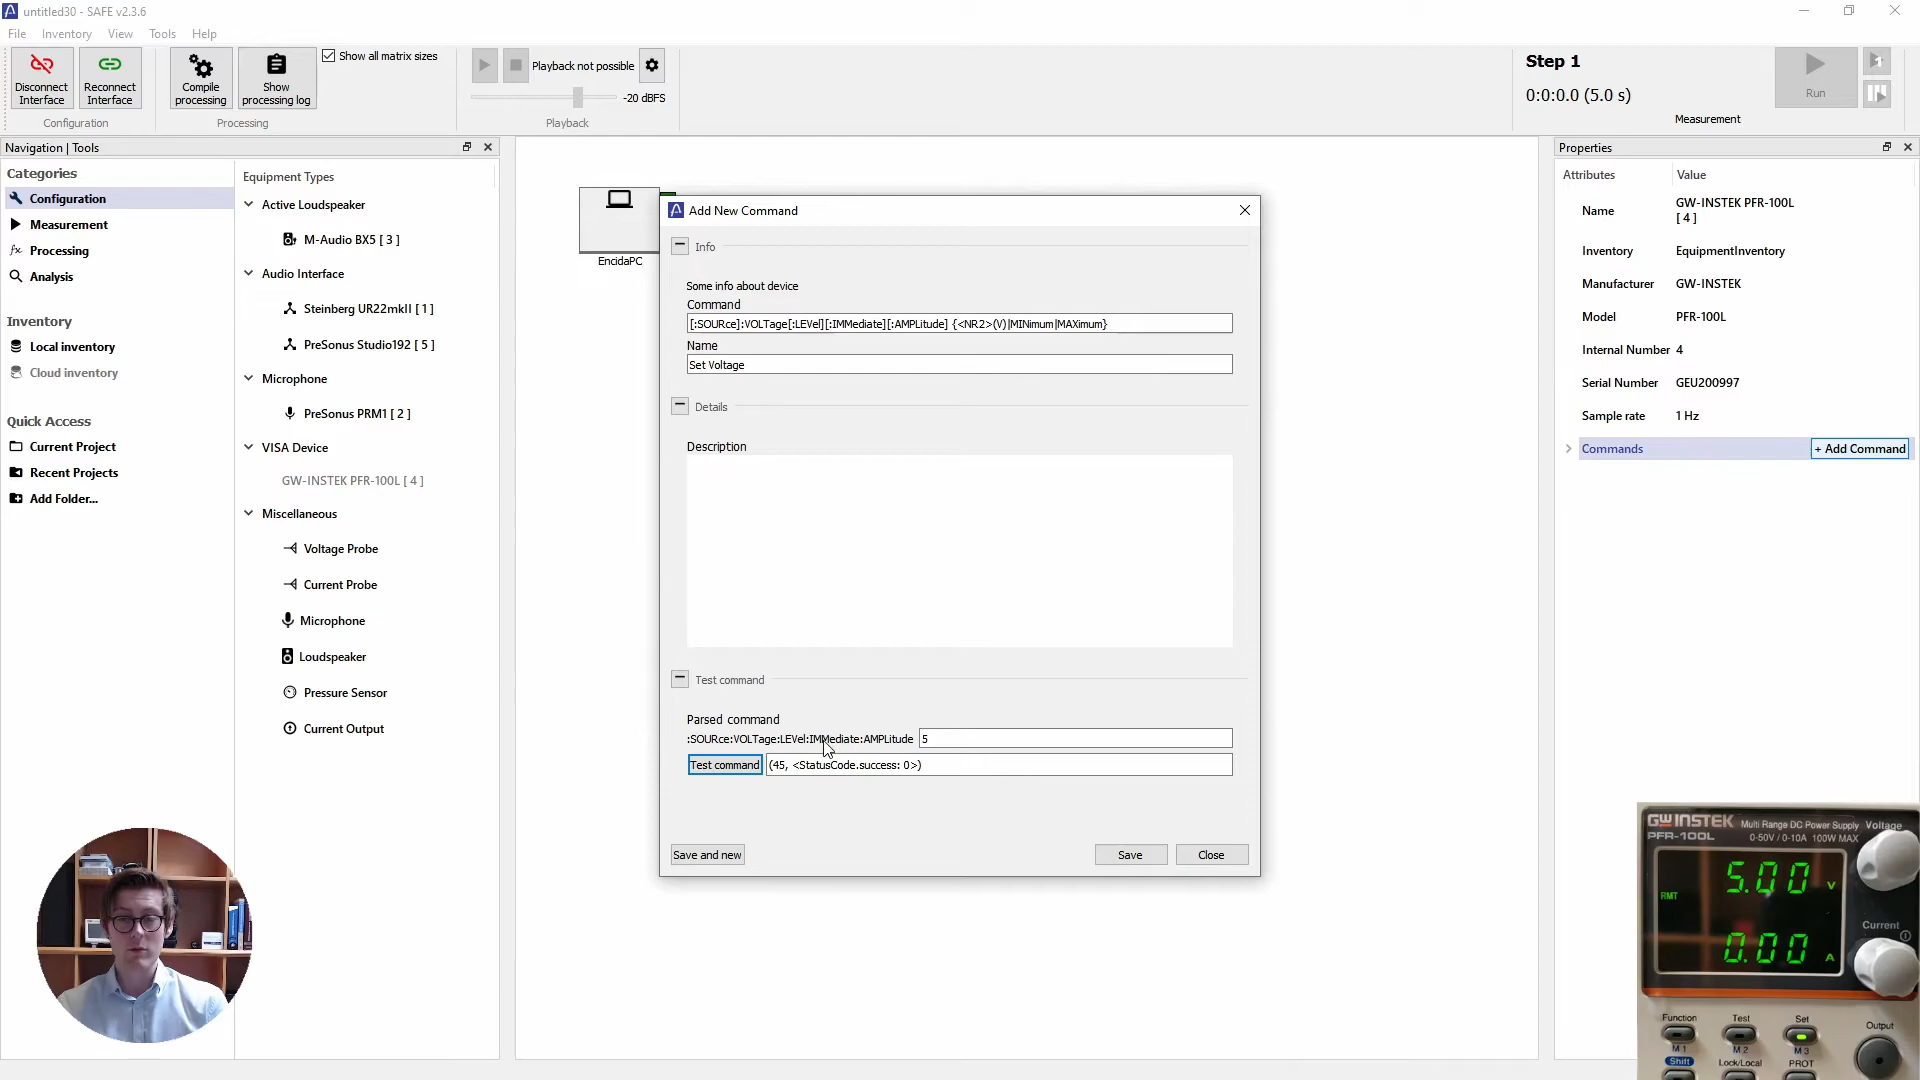 untitled30 - SAFE v2.3.6
File Inventory View Tools Help
Disconnect Interface
Reconnect Interface
Configuration
Compile processing
Show processing log
Processing
Show all matrix sizes
Playback not possible
-20 dBFS
Playback
Step 1
0:0:0.0 (5.0 s)
Run
Measurement
Navigation | Tools
Categories
Configuration
Measurement
Processing
Analysis
Inventory
Local inventory
Cloud inventory
Quick Access
Current Project
Recent Projects
Add Folder...
Equipment Types
Active Loudspeaker
M-Audio BX5 [ 3 ]
Audio Interface
Steinberg UR22mkII [ 1 ]
PreSonus Studio192 [ 5 ]
Microphone
PreSonus PRM1 [ 2 ]
VISA Device
GW-INSTEK PFR-100L [ 4 ]
Miscellaneous
Voltage Probe
Current Probe
Microphone
Loudspeaker
Pressure Sensor
Current Output
EncidaPC
Add New Command
Info
Some info about device
Command
[:SOURce]:VOLTage[:LEVel][:IMMediate][:AMPLitude] {<NR2>(V)|MINimum|MAXimum}
Name
Set Voltage
Details
Description
Test command
Parsed command
:SOURce:VOLTage:LEVel:IMMediate:AMPLitude 5
Test command (45, <StatusCode.success: 0>)
Save and new
Save
Close
Properties
Attributes Value
Name GW-INSTEK PFR-100L
[ 4 ]
Inventory EquipmentInventory
Manufacturer GW-INSTEK
Model PFR-100L
Internal Number 4
Serial Number GEU200997
Sample rate 1 Hz
Commands + Add Command
GWINSTEK Multi Range DC Power Supply Voltage
PFR-100L 0-50V / 0-10A 100W MAX
5.00 V
RMT
Current
0.00 A
Function Test Set Output
M 1 M 2 M 3
Shift Lock/Local PROT